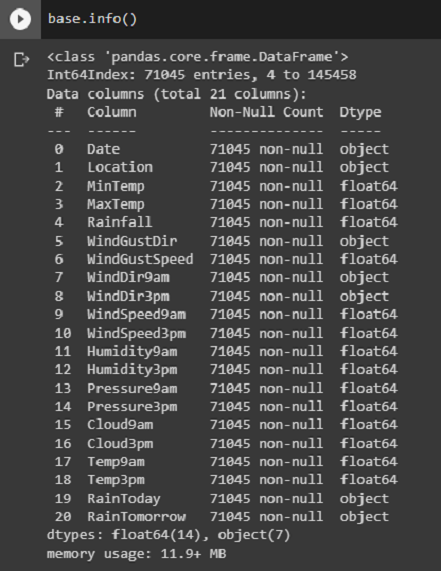 base.info()
<class 'pandas.core.frame.DataFrame'>
Int64Index: 71045 entries, 4 to 145458
Data columns (total 21 columns):
 #   Column         Non-Null Count  Dtype
---  ------         --------------  -----
 0   Date           71045 non-null  object
 1   Location       71045 non-null  object
 2   MinTemp        71045 non-null  float64
 3   MaxTemp        71045 non-null  float64
 4   Rainfall       71045 non-null  float64
 5   WindGustDir    71045 non-null  object
 6   WindGustSpeed  71045 non-null  float64
 7   WindDir9am     71045 non-null  object
 8   WindDir3pm     71045 non-null  object
 9   WindSpeed9am   71045 non-null  float64
 10  WindSpeed3pm   71045 non-null  float64
 11  Humidity9am    71045 non-null  float64
 12  Humidity3pm    71045 non-null  float64
 13  Pressure9am    71045 non-null  float64
 14  Pressure3pm    71045 non-null  float64
 15  Cloud9am       71045 non-null  float64
 16  Cloud3pm       71045 non-null  float64
 17  Temp9am        71045 non-null  float64
 18  Temp3pm        71045 non-null  float64
 19  RainToday      71045 non-null  object
 20  RainTomorrow   71045 non-null  object
dtypes: float64(14), object(7)
memory usage: 11.9+ MB